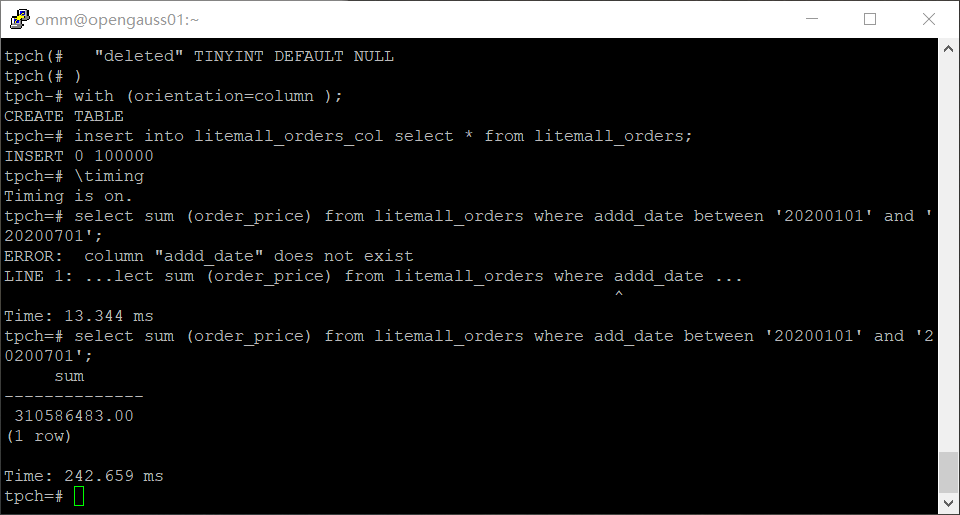 omm@opengauss01:~
tpch(#   "deleted" TINYINT DEFAULT NULL
tpch(# )
tpch-# with (orientation=column );
CREATE TABLE
tpch=# insert into litemall_orders_col select * from litemall_orders;
INSERT 0 100000
tpch=# \timing
Timing is on.
tpch=# select sum (order_price) from litemall_orders where addd_date between '20200101' and '
20200701';
ERROR:  column "addd_date" does not exist
LINE 1: ...lect sum (order_price) from litemall_orders where addd_date ...
^
Time: 13.344 ms
tpch=# select sum (order_price) from litemall_orders where add_date between '20200101' and '2
0200701';
sum
--------------
310586483.00
(1 row)
Time: 242.659 ms
tpch=#